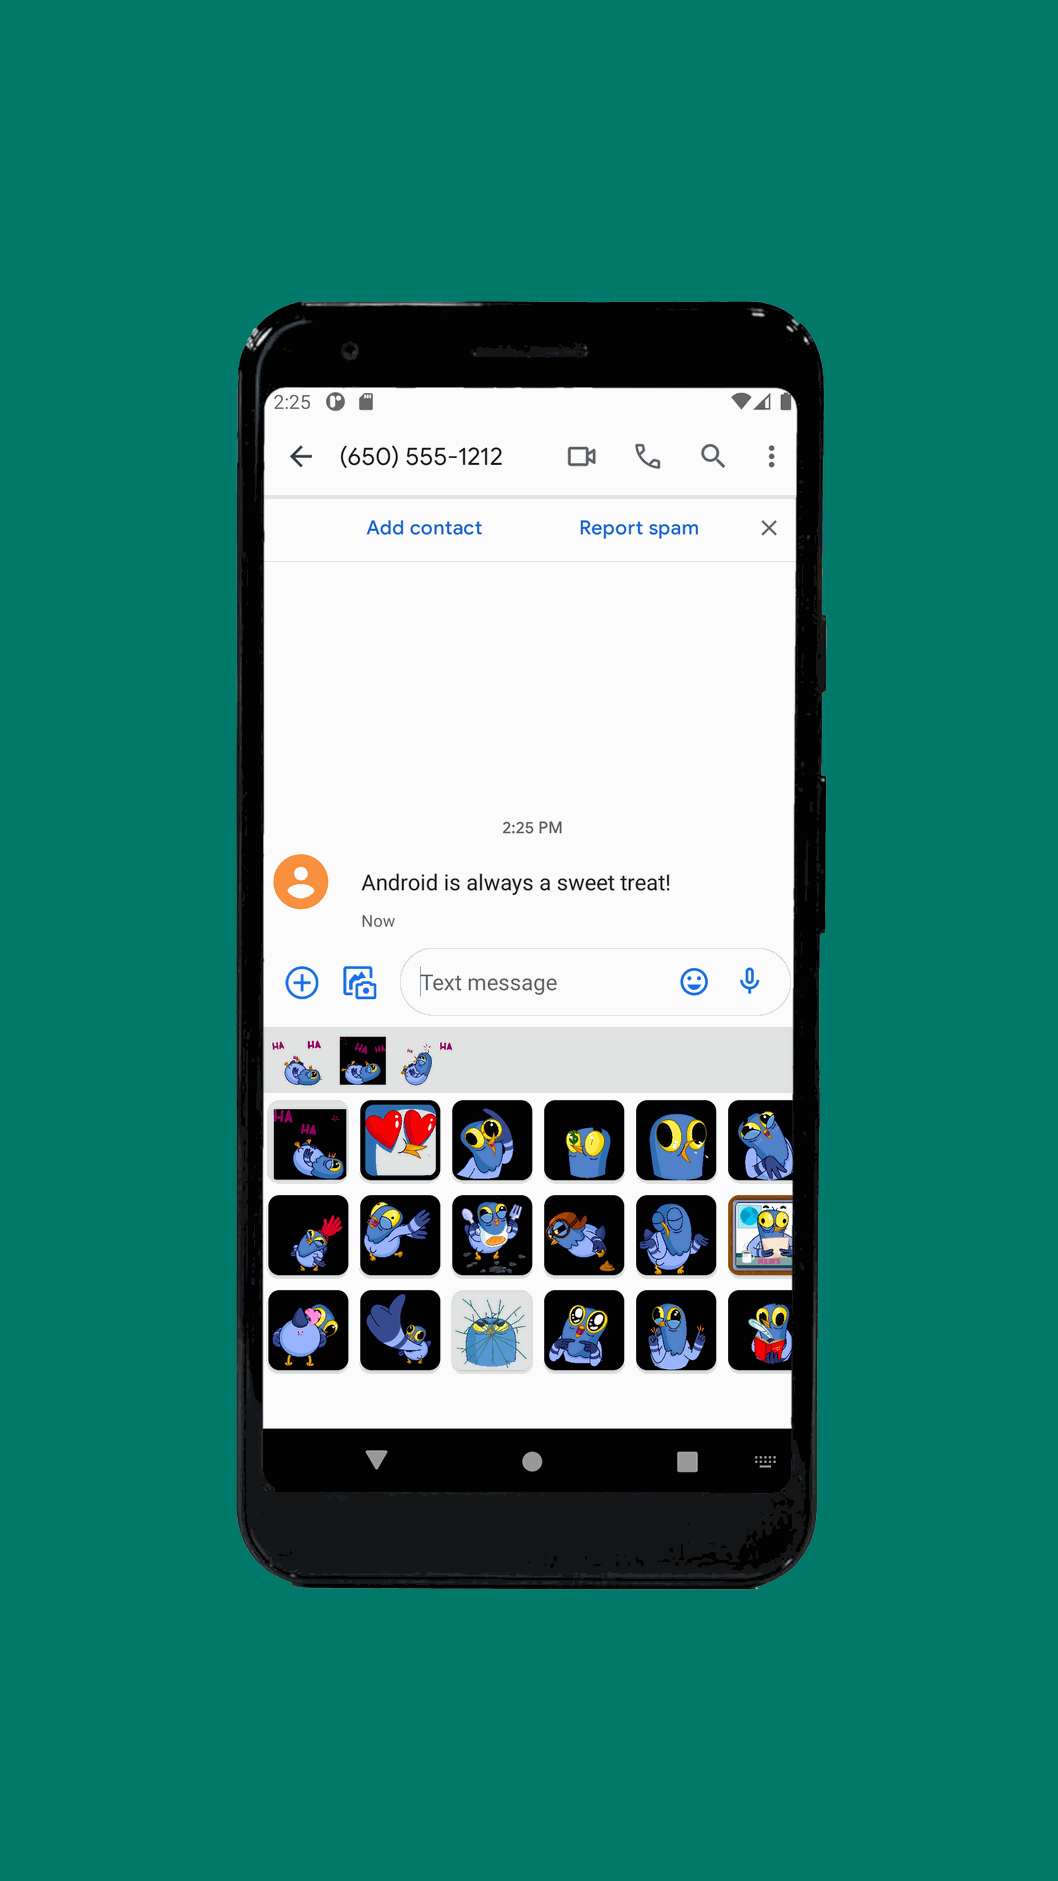 2:25
(650) 555-1212
Add contact
Report spam
2:25 PM
Android is always a sweet treat!
Now
Text message
HA HA
HA HA
HA
HA
HA
NEWS